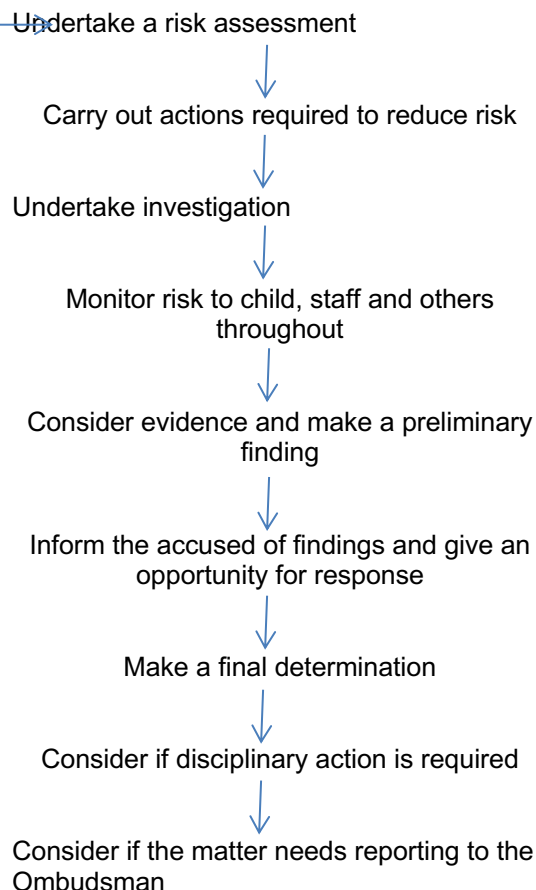 Undertake a risk assessment
Carry out actions required to reduce risk
Undertake investigation
Monitor risk to child, staff and others
throughout
Consider evidence and make a preliminary
finding
Inform the accused of findings and give an
opportunity for response
Make a final determination
Consider if disciplinary action is required
Consider if the matter needs reporting to the
Ombudsman